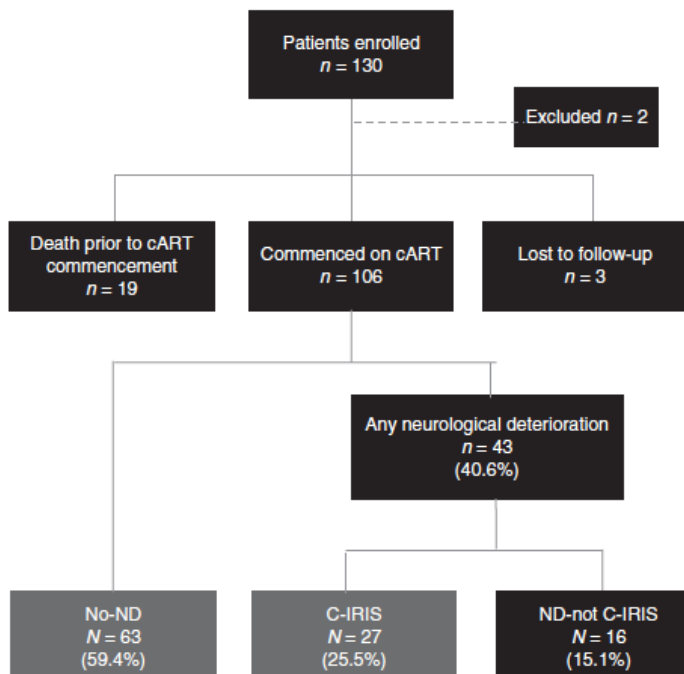 Patients enrolled
n = 130
Excluded n = 2
Death prior to cART
commencement
n = 19
Commenced on cART
n = 106
Lost to follow-up
n = 3
Any neurological deterioration
n = 43
(40.6%)
No-ND
N = 63
(59.4%)
C-IRIS
N = 27
(25.5%)
ND-not C-IRIS
N = 16
(15.1%)